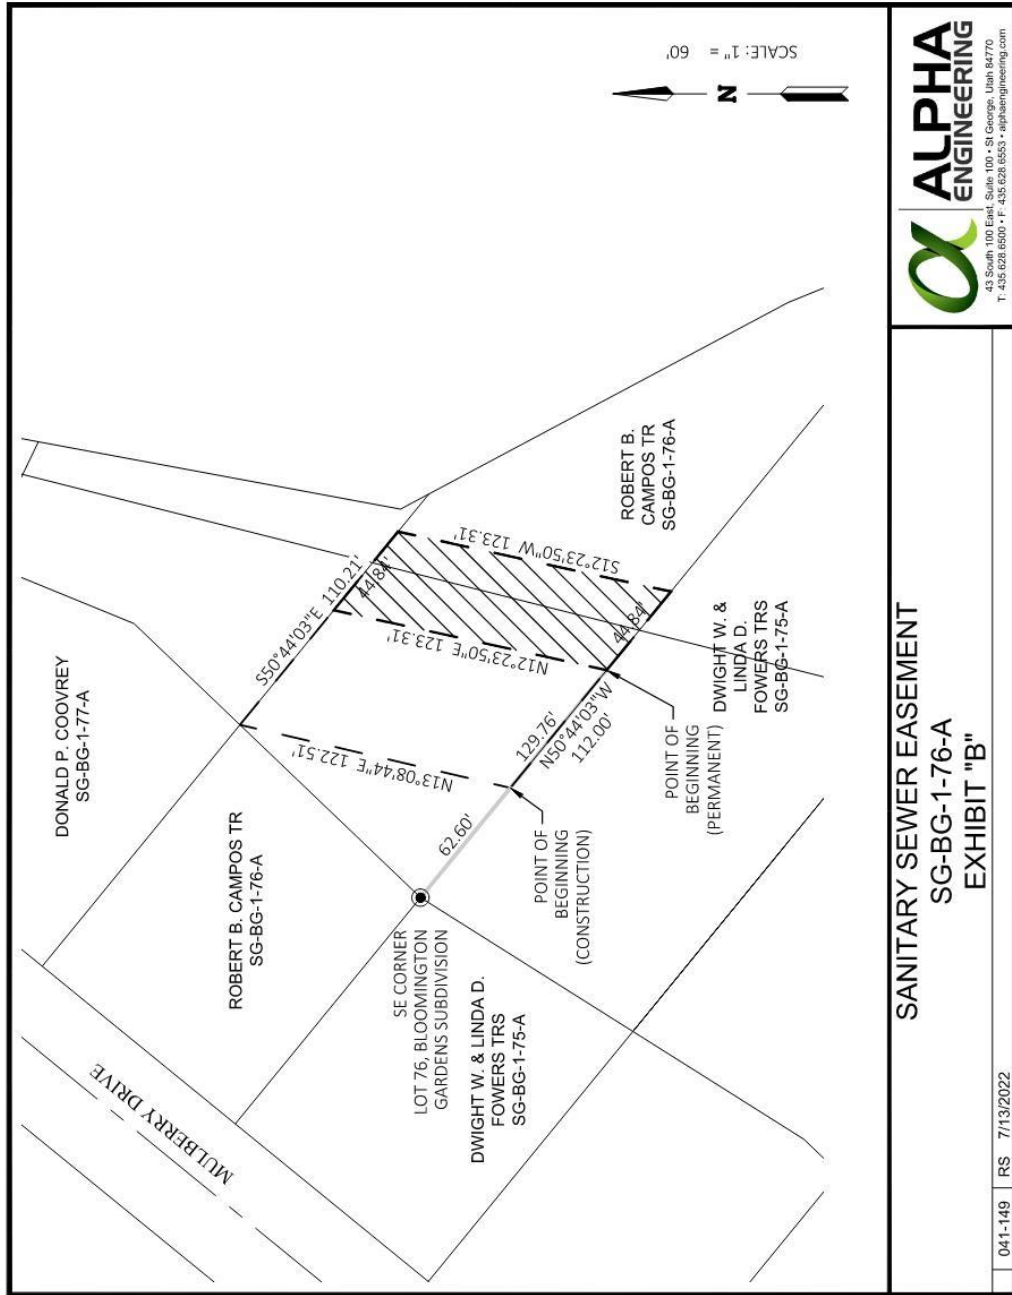 DONALD P. COOVREY
SG-BG-1-77-A
ROBERT B. CAMPOS TR
SG-BG-1-76-A
MULBERRY DRIVE
S50°44'03"E 110.21'
44.84'
N13°08'44"E 122.51'
N12°23'50"E 123.31'
S12°23'50"W 123.31'
44.84'
62.60'
129.76'
N50°44'03"W
112.00'
SE CORNER
LOT 76, BLOOMINGTON
GARDENS SUBDIVISION
DWIGHT W. & LINDA D.
FOWERS TRS
SG-BG-1-75-A
POINT OF
BEGINNING
(CONSTRUCTION)
POINT OF
BEGINNING
(PERMANENT)
DWIGHT W. &
LINDA D.
FOWERS TRS
SG-BG-1-75-A
ROBERT B.
CAMPOS TR
SG-BG-1-76-A
N
SCALE: 1" = 60'
SANITARY SEWER EASEMENT
SG-BG-1-76-A
EXHIBIT "B"
041-149 RS 7/13/2022
ALPHA
ENGINEERING
43 South 100 East, Suite 100 • St George, Utah 84770
T: 435.628.6500 • F: 435.628.6553 • alphaengineering.com